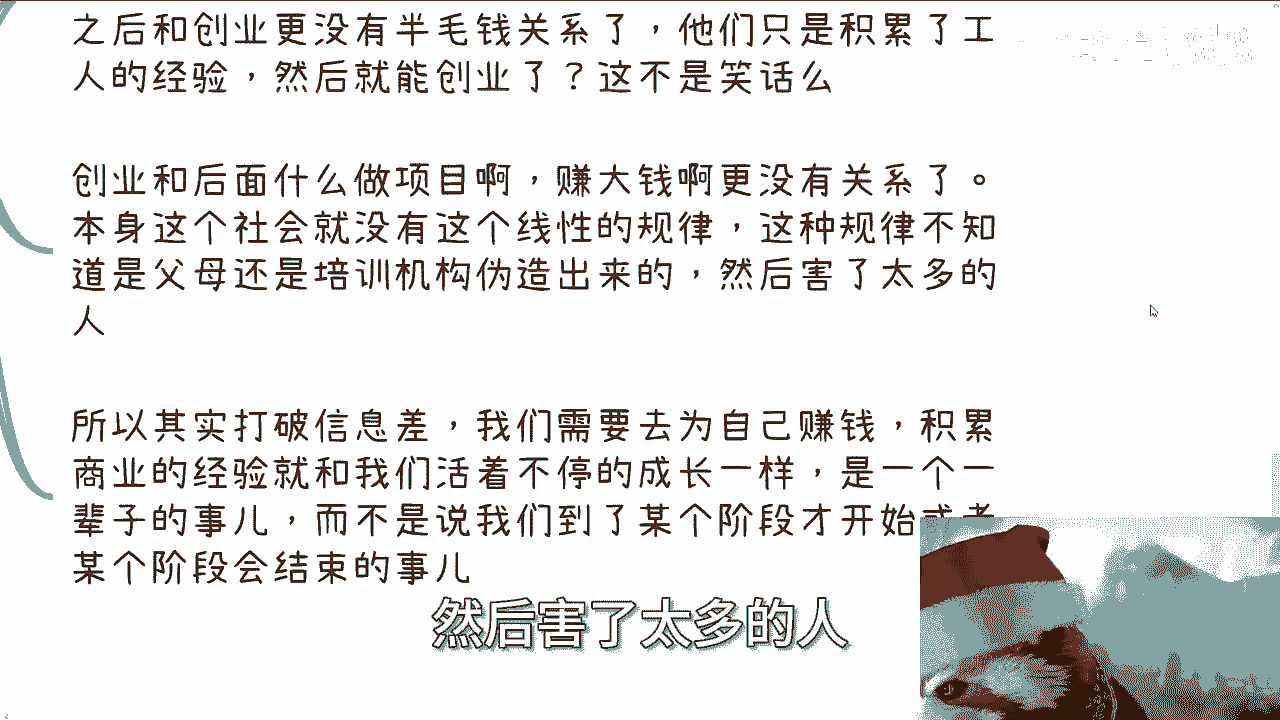 之后和创业更没有半毛钱关系了，他们只是积累了工
人的经验，然后就能创业了？这不是笑话么
创业和后面什么做项目啊，赚大钱啊更没有关系了。
本身这个社会就没有这个线性的规律，这种规律不知
道是父母还是培训机构伪造出来的，然后害了太多的
人
所以其实打破信息差，我们需要去为自己赚钱，积累
商业的经验就和我们活着不停的成长一样，是一个一
辈子的事儿，而不是说我们到了某个阶段才开始或者
某个阶段会结束的事儿
然后害了太多的人